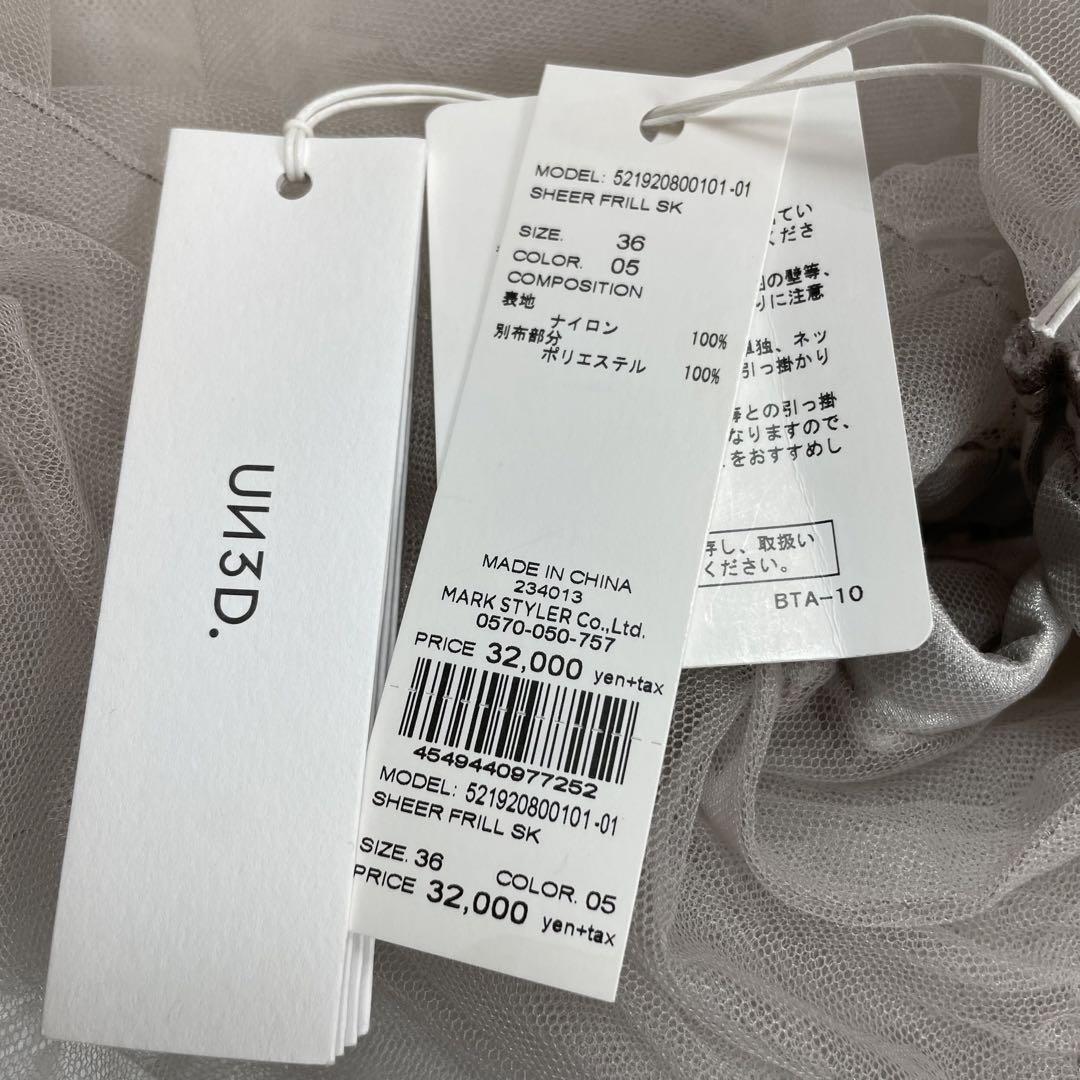 UN3D.
MODEL: 521920800101-01
SHEER FRILL SK
SIZE. 36
COLOR. 05
COMPOSITION
表地
ナイロン 100%
別布部分
ポリエステル 100%
MADE IN CHINA
234013
MARK STYLER Co.,Ltd.
0570-050-757
PRICE 32,000 yen+tax
4549440977252
MODEL: 521920800101-01
SHEER FRILL SK
SIZE. 36 COLOR. 05
PRICE 32,000 yen+tax
てい
くださ
の壁等、
りに注意
独、ネッ
引っ掛かり
等との引っ掛
なりますので、
をおすすめし
存し、取扱い
ください。
BTA-10